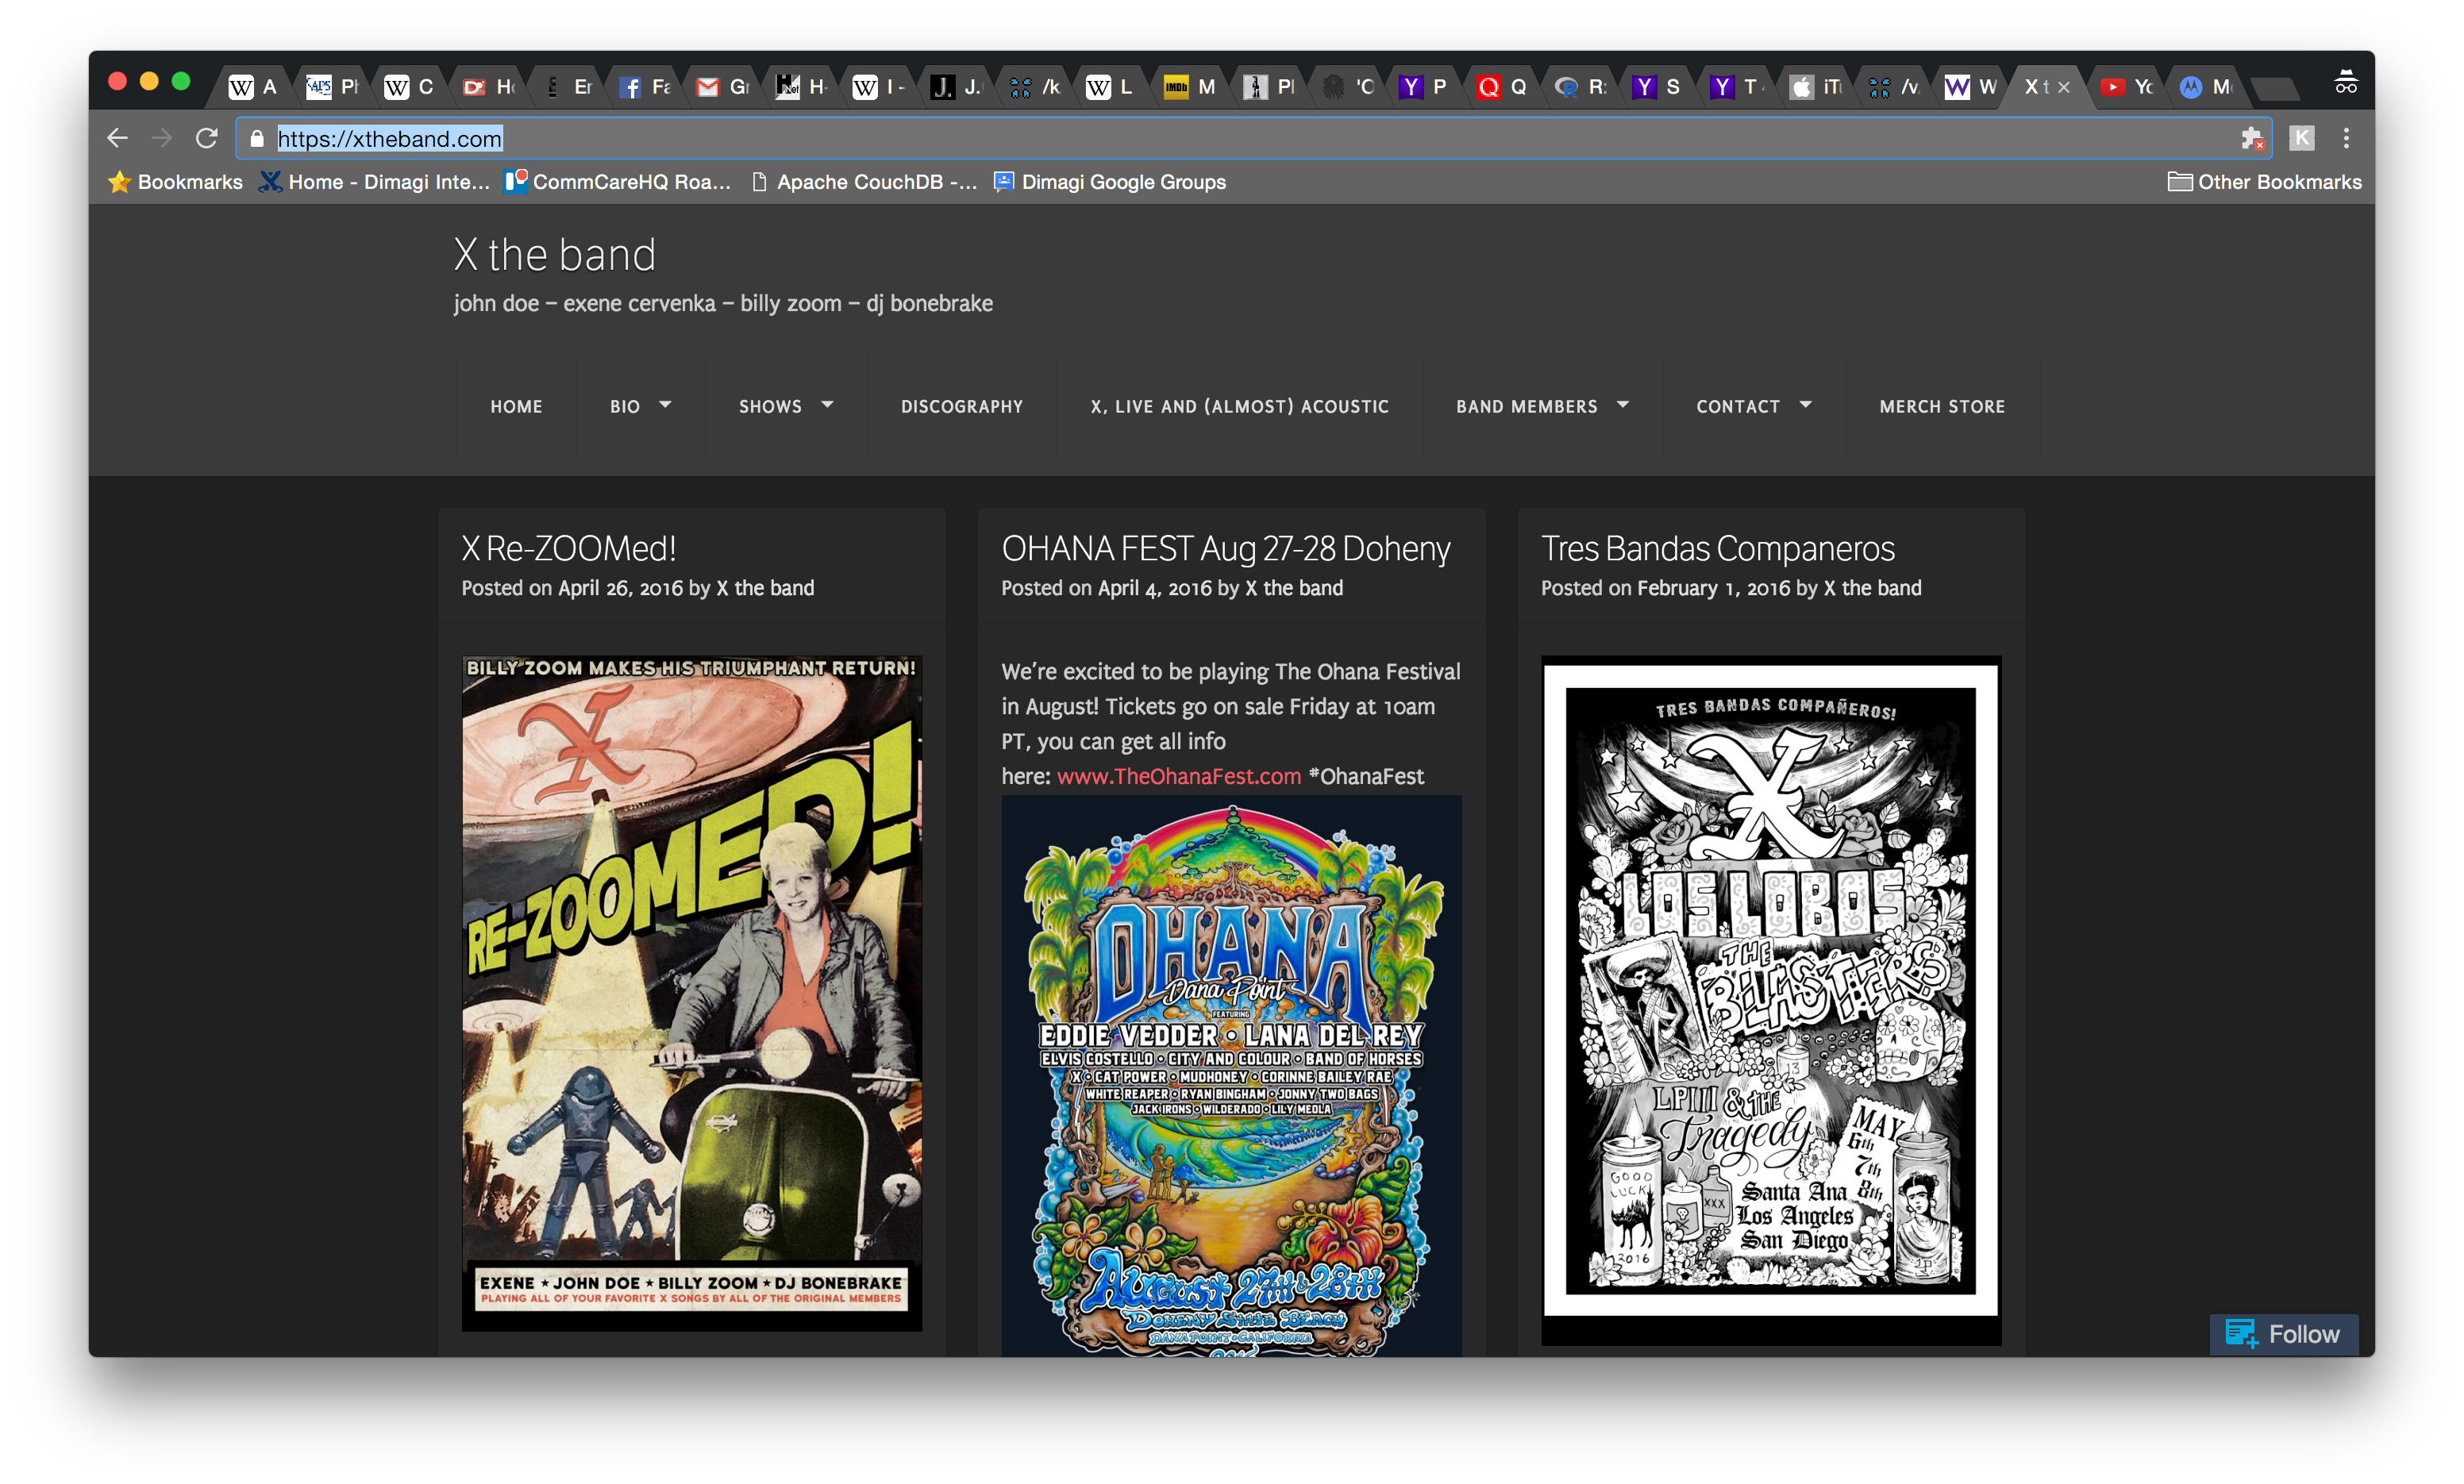 A
Ph
C
Ho
Er
Fa
Gr
H-
I -
J.
/k
L
M
Pl
'O
P
Q
R:
S
T
iTu
/v
W
X t
Yo
Mo
https://xtheband.com
K
Bookmarks
Home - Dimagi Inte...
CommCareHQ Roa...
Apache CouchDB -...
Dimagi Google Groups
Other Bookmarks
X the band
john doe – exene cervenka – billy zoom – dj bonebrake
HOME
BIO
SHOWS
DISCOGRAPHY
X, LIVE AND (ALMOST) ACOUSTIC
BAND MEMBERS
CONTACT
MERCH STORE
X Re-ZOOMed!
Posted on April 26, 2016 by X the band
BILLY ZOOM MAKES HIS TRIUMPHANT RETURN!
X
RE-ZOOMED!
EXENE ★ JOHN DOE ★ BILLY ZOOM ★ DJ BONEBRAKE
PLAYING ALL OF YOUR FAVORITE X SONGS BY ALL OF THE ORIGINAL MEMBERS
OHANA FEST Aug 27-28 Doheny
Posted on April 4, 2016 by X the band
We're excited to be playing The Ohana Festival
in August! Tickets go on sale Friday at 10am
PT, you can get all info
here: www.TheOhanaFest.com #OhanaFest
OHANA
Dana Point
FEATURING
EDDIE VEDDER • LANA DEL REY
ELVIS COSTELLO • CITY AND COLOUR • BAND OF HORSES
X • CAT POWER • MUDHONEY • CORINNE BAILEY RAE
WHITE REAPER • RYAN BINGHAM • JONNY TWO BAGS
JACK IRONS • WILDERADO • LILY MEOLA
AUGUST 27TH & 28TH
DOHENY STATE BEACH
DANA POINT • CALIFORNIA
Tres Bandas Companeros
Posted on February 1, 2016 by X the band
TRES BANDAS COMPAÑEROS!
X
LOS LOBOS
THE
BLASTERS
13
LPIII & THE
Tragedy
MAY
6th
7th
8th
GOOD
LUCK
2016
XXX
Santa Ana
Los Angeles
San Diego
Follow